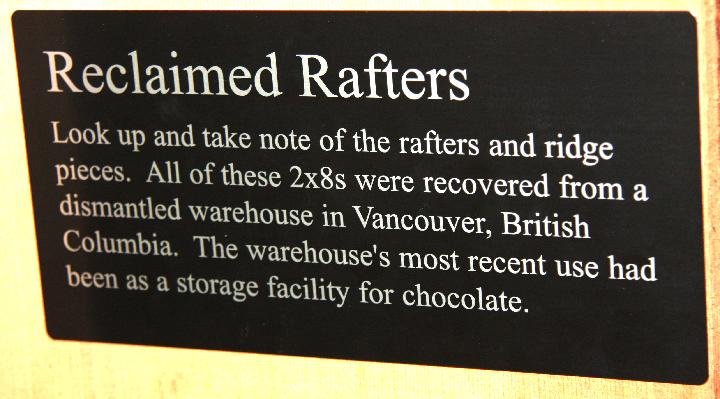 Reclaimed Rafters
Look up and take note of the rafters and ridge
pieces.  All of these 2x8s were recovered from a
dismantled warehouse in Vancouver, British
Columbia.  The warehouse's most recent use had
been as a storage facility for chocolate.